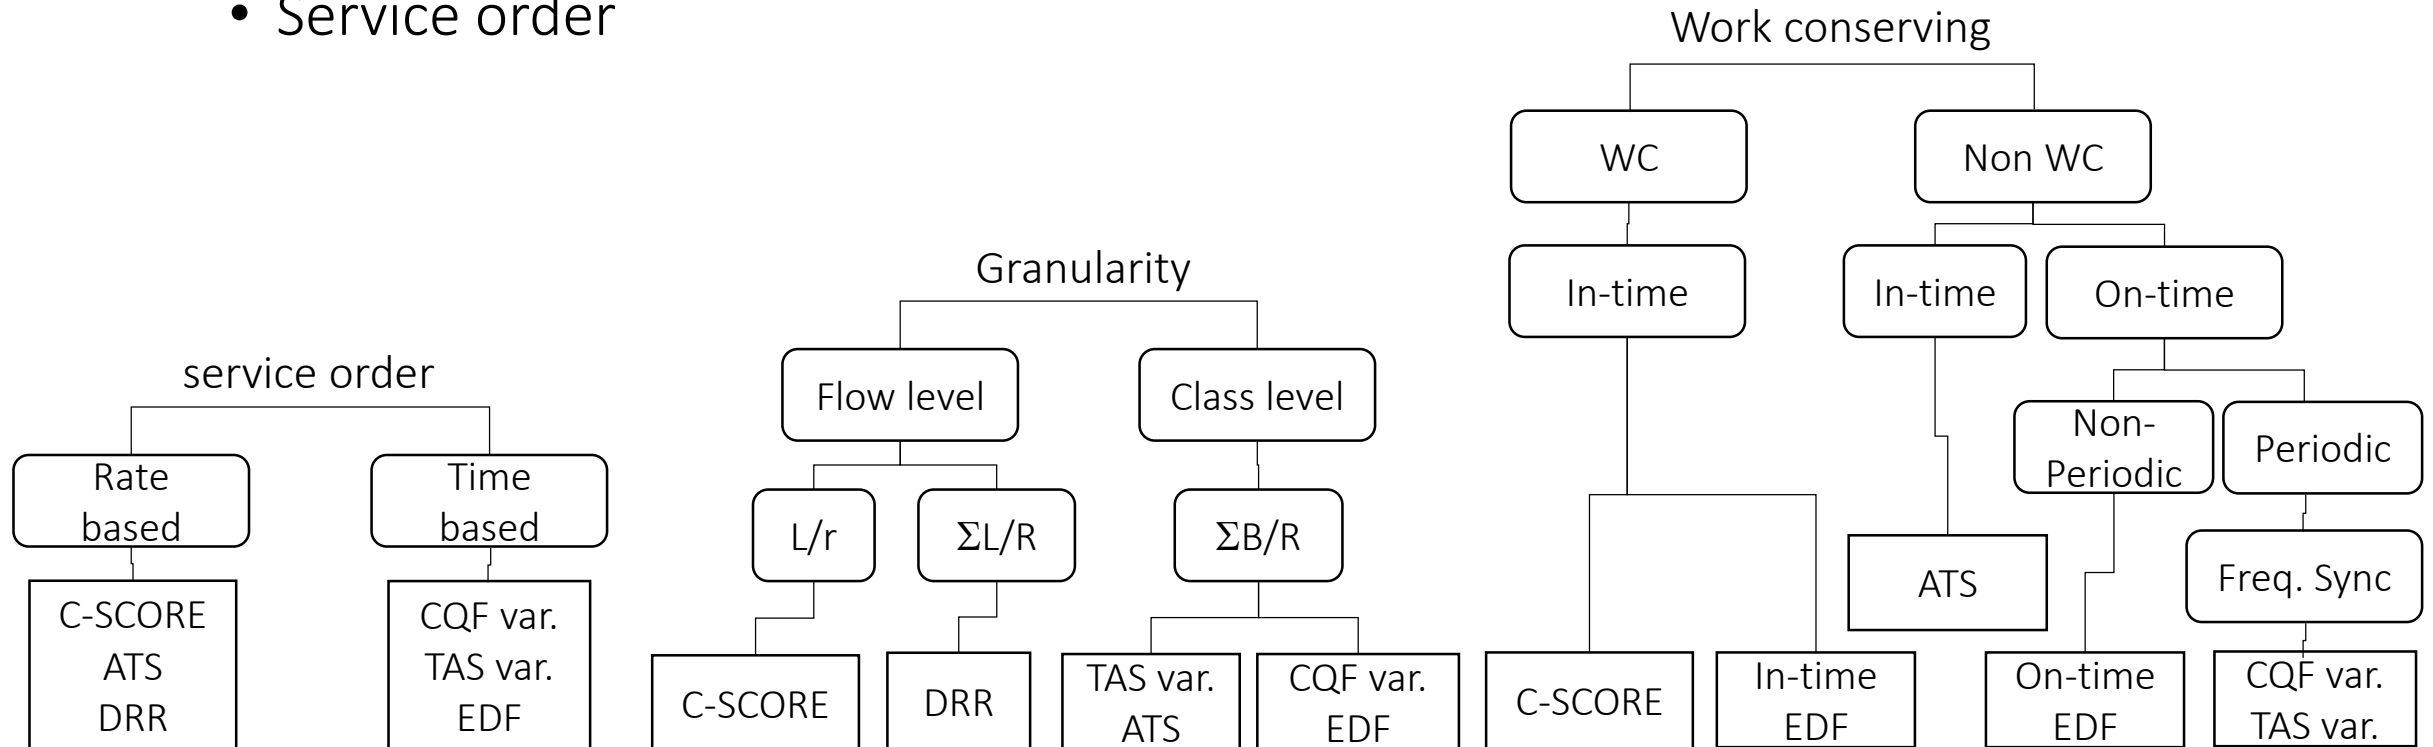 • Service order
service order
Rate
based
Time
based
C-SCORE
ATS
DRR
CQF var.
TAS var.
EDF
Granularity
Flow level
Class level
L/r
ΣL/R
ΣB/R
C-SCORE
DRR
TAS var.
ATS
CQF var.
EDF
Work conserving
WC
Non WC
In-time
In-time
On-time
Non-
Periodic
Periodic
Freq. Sync
C-SCORE
In-time
EDF
ATS
On-time
EDF
CQF var.
TAS var.